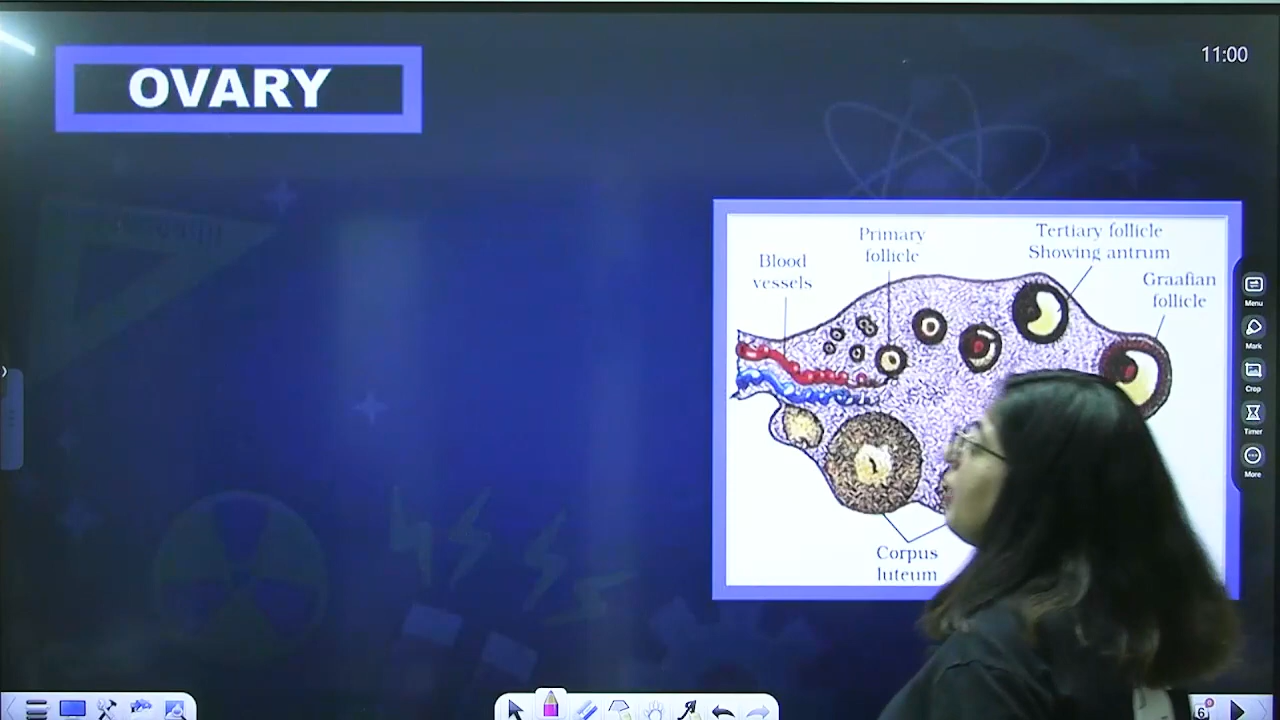 OVARY
11:00
Primary
follicle
Tertiary follicle
Showing antrum
Blood
vessels
Graafian
follicle
Corpus
luteum
Menu
Mark
Crop
Timer
More
6